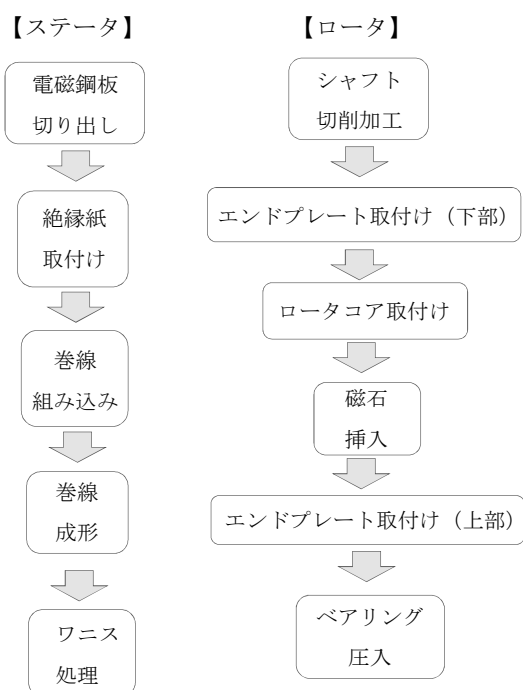 【ステータ】
電磁鋼板
切り出し
絶縁紙
取付け
巻線
組み込み
巻線
成形
ワニス
処理
【ロータ】
シャフト
切削加工
エンドプレート取付け（下部）
ロータコア取付け
磁石
挿入
エンドプレート取付け（上部）
ベアリング
圧入